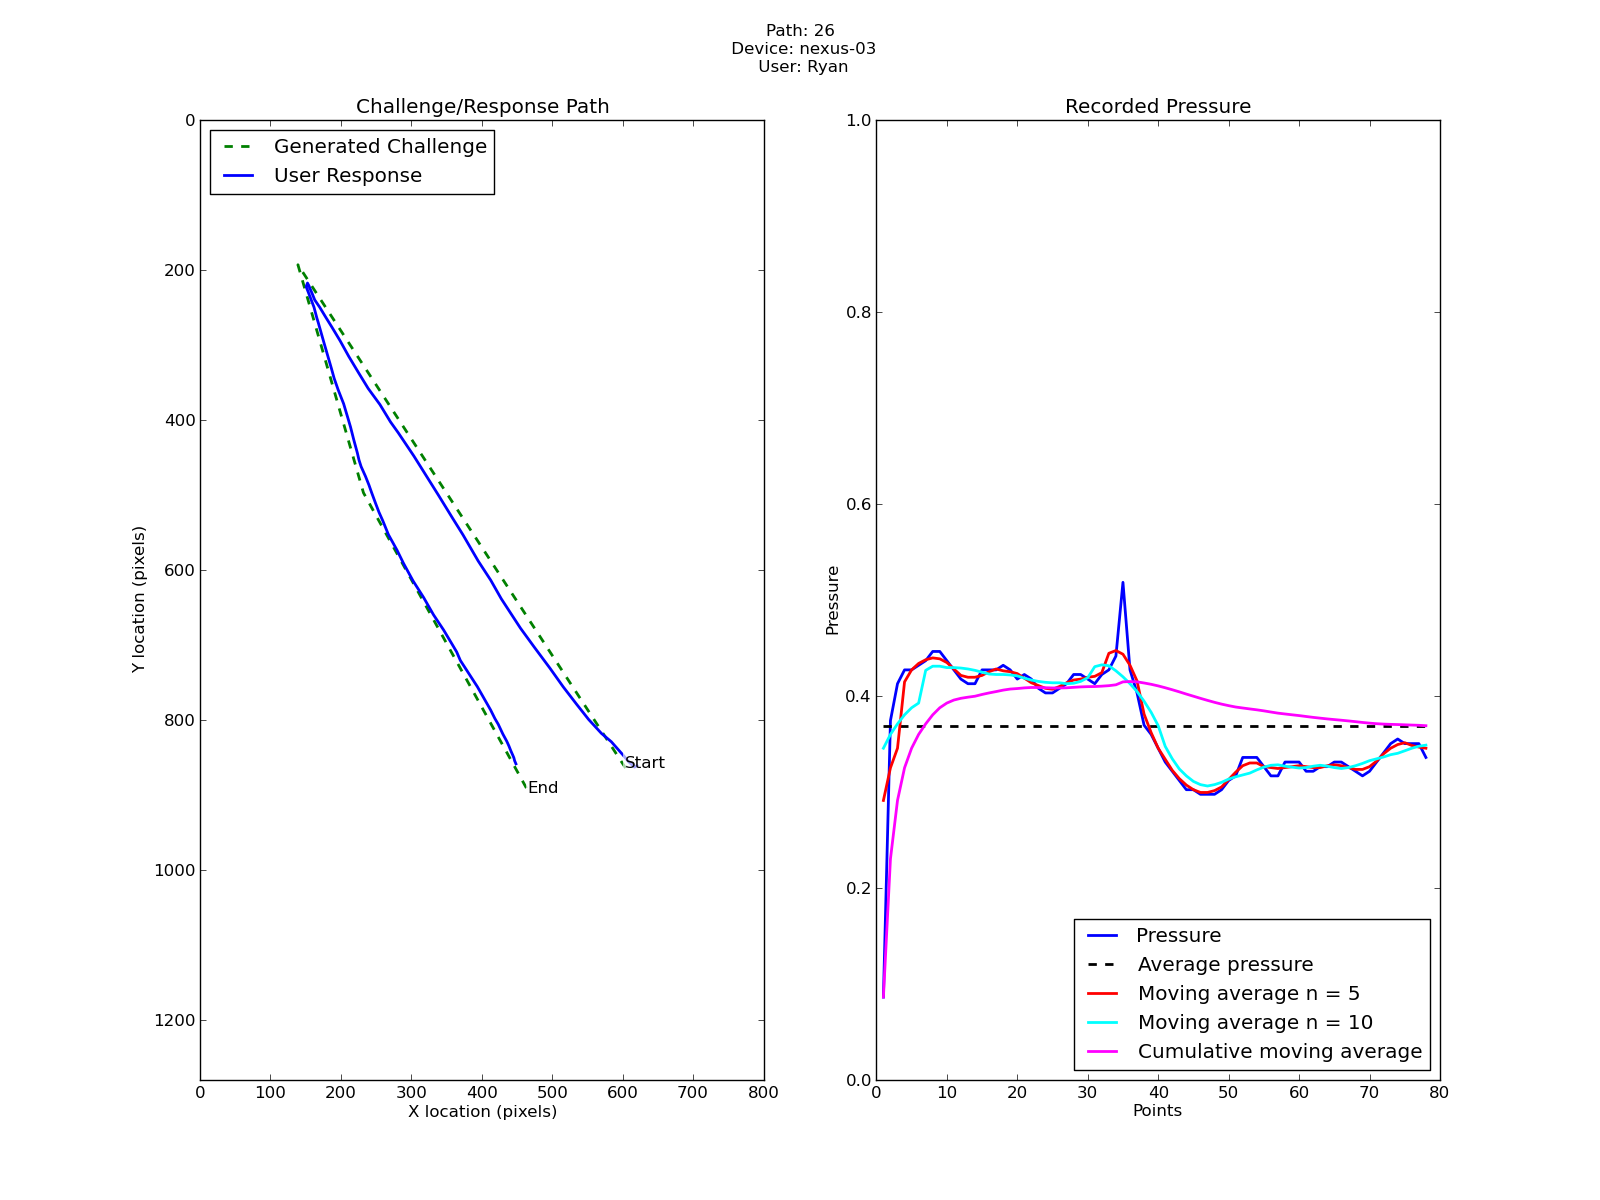 Path: 26
Device: nexus-03
User: Ryan
Challenge/Response Path
Generated Challenge
User Response
0
200
400
600
800
1000
1200
Y location (pixels)
Start
End
0 100 200 300 400 500 600 700 800
X location (pixels)
Recorded Pressure
1.0
0.8
0.6
0.4
0.2
0.0
Pressure
Pressure
Average pressure
Moving average n = 5
Moving average n = 10
Cumulative moving average
0 10 20 30 40 50 60 70 80
Points